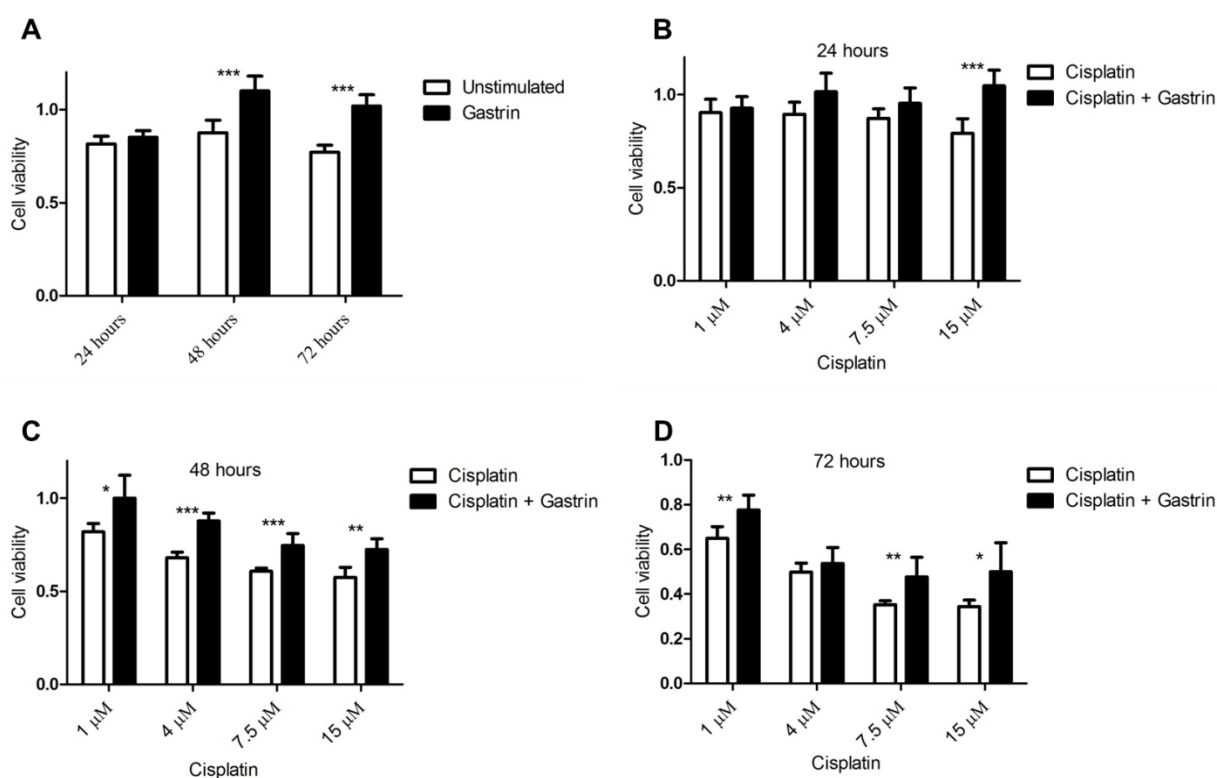 A
Unstimulated
Gastrin
Cell viability
1.0
0.5
0.0
***
***
24 hours
48 hours
72 hours
B
24 hours
Cisplatin
Cisplatin + Gastrin
Cell viability
1.0
0.5
0.0
***
1 µM
4 µM
7.5 µM
15 µM
Cisplatin
C
48 hours
Cisplatin
Cisplatin + Gastrin
Cell viability
1.0
0.5
0.0
*
***
***
**
1 µM
4 µM
7.5 µM
15 µM
Cisplatin
D
72 hours
Cisplatin
Cisplatin + Gastrin
Cell viability
1.0
0.8
0.6
0.4
0.2
0.0
**
**
*
1 µM
4 µM
7.5 µM
15 µM
Cisplatin